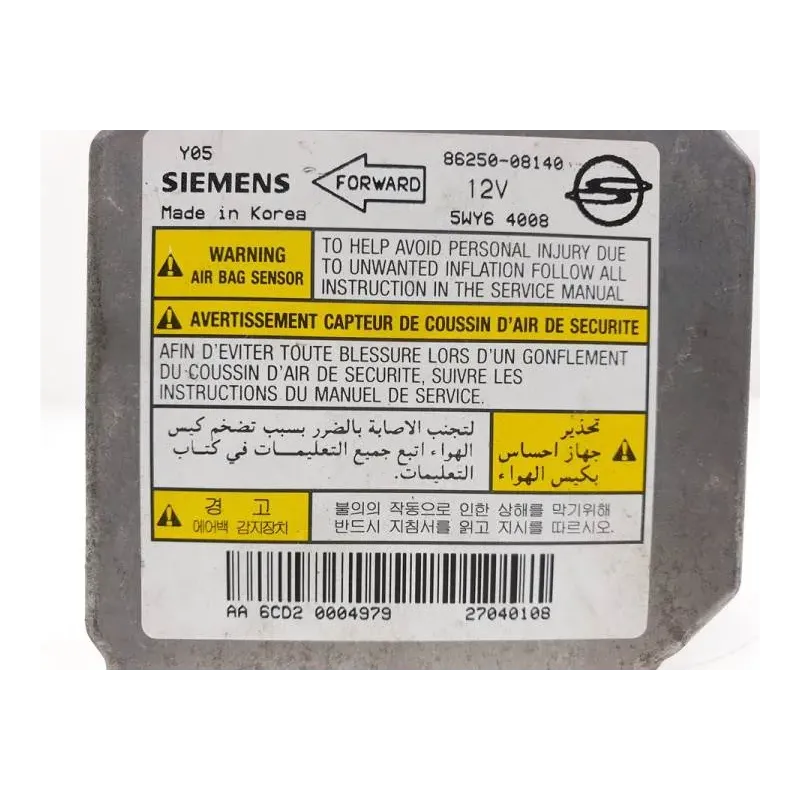 Y05
86250-08140
SIEMENS
FORWARD
12V
Made in Korea
5WY6 4008
WARNING
AIR BAG SENSOR
TO HELP AVOID PERSONAL INJURY DUE
TO UNWANTED INFLATION FOLLOW ALL
INSTRUCTION IN THE SERVICE MANUAL
AVERTISSEMENT CAPTEUR DE COUSSIN D'AIR DE SECURITE
AFIN D'EVITER TOUTE BLESSURE LORS D'UN GONFLEMENT
DU COUSSIN D'AIR DE SECURITE, SUIVRE LES
INSTRUCTIONS DU MANUEL DE SERVICE.
تحذير
جهاز احساس
بكيس الهواء
لتجنب الاصابة بالضرر بسبب تضخم كيس
الهواء اتبع جميع التعليمـــات في كتـــاب
التعليمات.
경 고
에어백 감지장치
불의의 작동으로 인한 상해를 막기위해
반드시 지침서를 읽고 지시를 따르시오.
AA 6CD2 0004979
27040108